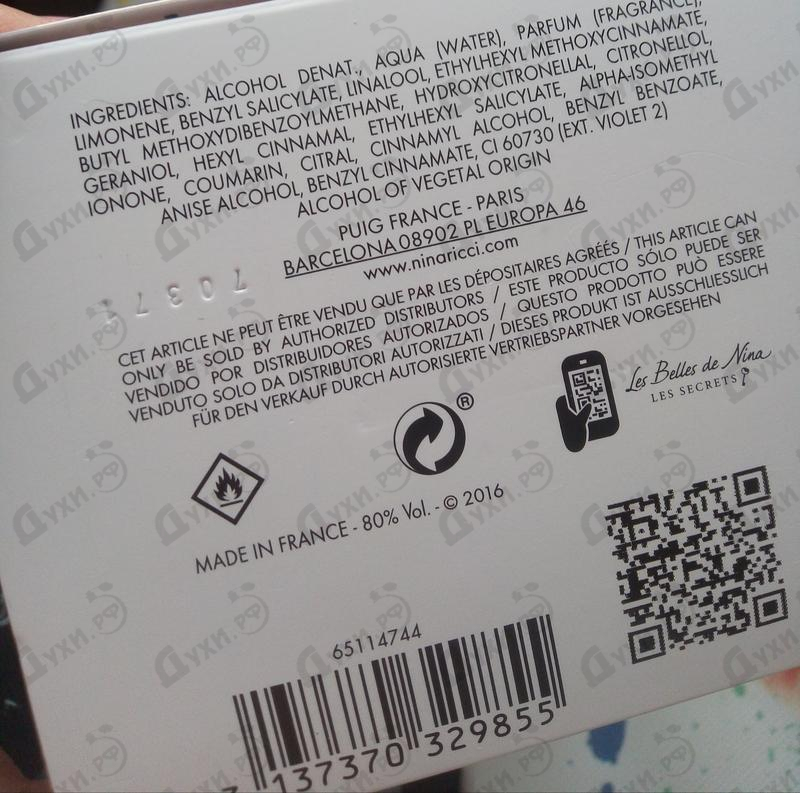 INGREDIENTS: ALCOHOL DENAT., AQUA (WATER), PARFUM (FRAGRANCE),
LIMONENE, BENZYL SALICYLATE, LINALOOL, ETHYLHEXYL METHOXYCINNAMATE,
BUTYL METHOXYDIBENZOYLMETHANE, HYDROXYCITRONELLAL, CITRONELLOL,
GERANIOL, HEXYL CINNAMAL, ETHYLHEXYL SALICYLATE, ALPHA-ISOMETHYL
IONONE, COUMARIN, CITRAL, CINNAMYL ALCOHOL, BENZYL BENZOATE,
ANISE ALCOHOL, BENZYL CINNAMATE, CI 60730 (EXT. VIOLET 2)
ALCOHOL OF VEGETAL ORIGIN
PUIG FRANCE - PARIS
BARCELONA 08902 PL EUROPA 46
www.ninaricci.com
CET ARTICLE NE PEUT ÊTRE VENDU QUE PAR LES DÉPOSITAIRES AGRÉÉS / THIS ARTICLE CAN
ONLY BE SOLD BY AUTHORIZED DISTRIBUTORS / ESTE PRODUCTO SÓLO PUEDE SER
VENDIDO POR DISTRIBUIDORES AUTORIZADOS / QUESTO PRODOTTO PUÒ ESSERE
VENDUTO SOLO DA DISTRIBUTORI AUTORIZZATI / DIESES PRODUKT IST AUSSCHLIESSLICH
FÜR DEN VERKAUF DURCH AUTORISIERTE VERTRIEBSPARTNER VORGESEHEN
Les Belles de Nina
LES SECRETS
®
MADE IN FRANCE - 80% Vol. - © 2016
65114744
137370 329855
Духи.рф